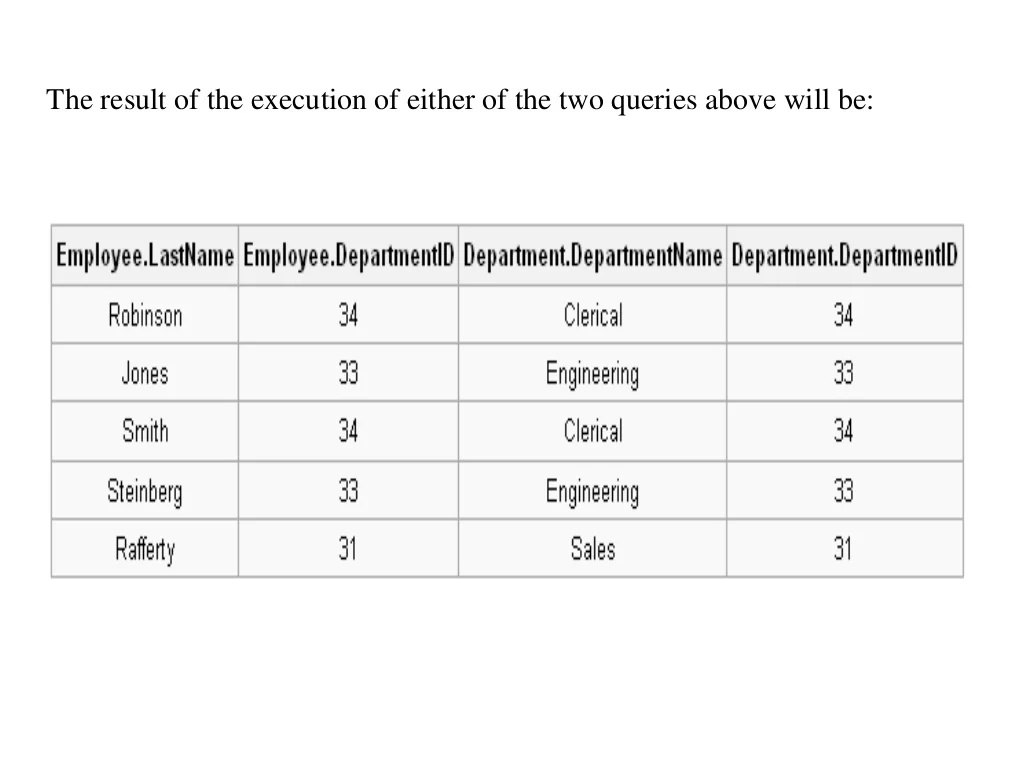 The result of the execution of either of the two queries above will be:
Employee.LastName Employee.DepartmentID Department.DepartmentName Department.DepartmentID
Robinson 34 Clerical 34
Jones 33 Engineering 33
Smith 34 Clerical 34
Steinberg 33 Engineering 33
Rafferty 31 Sales 31